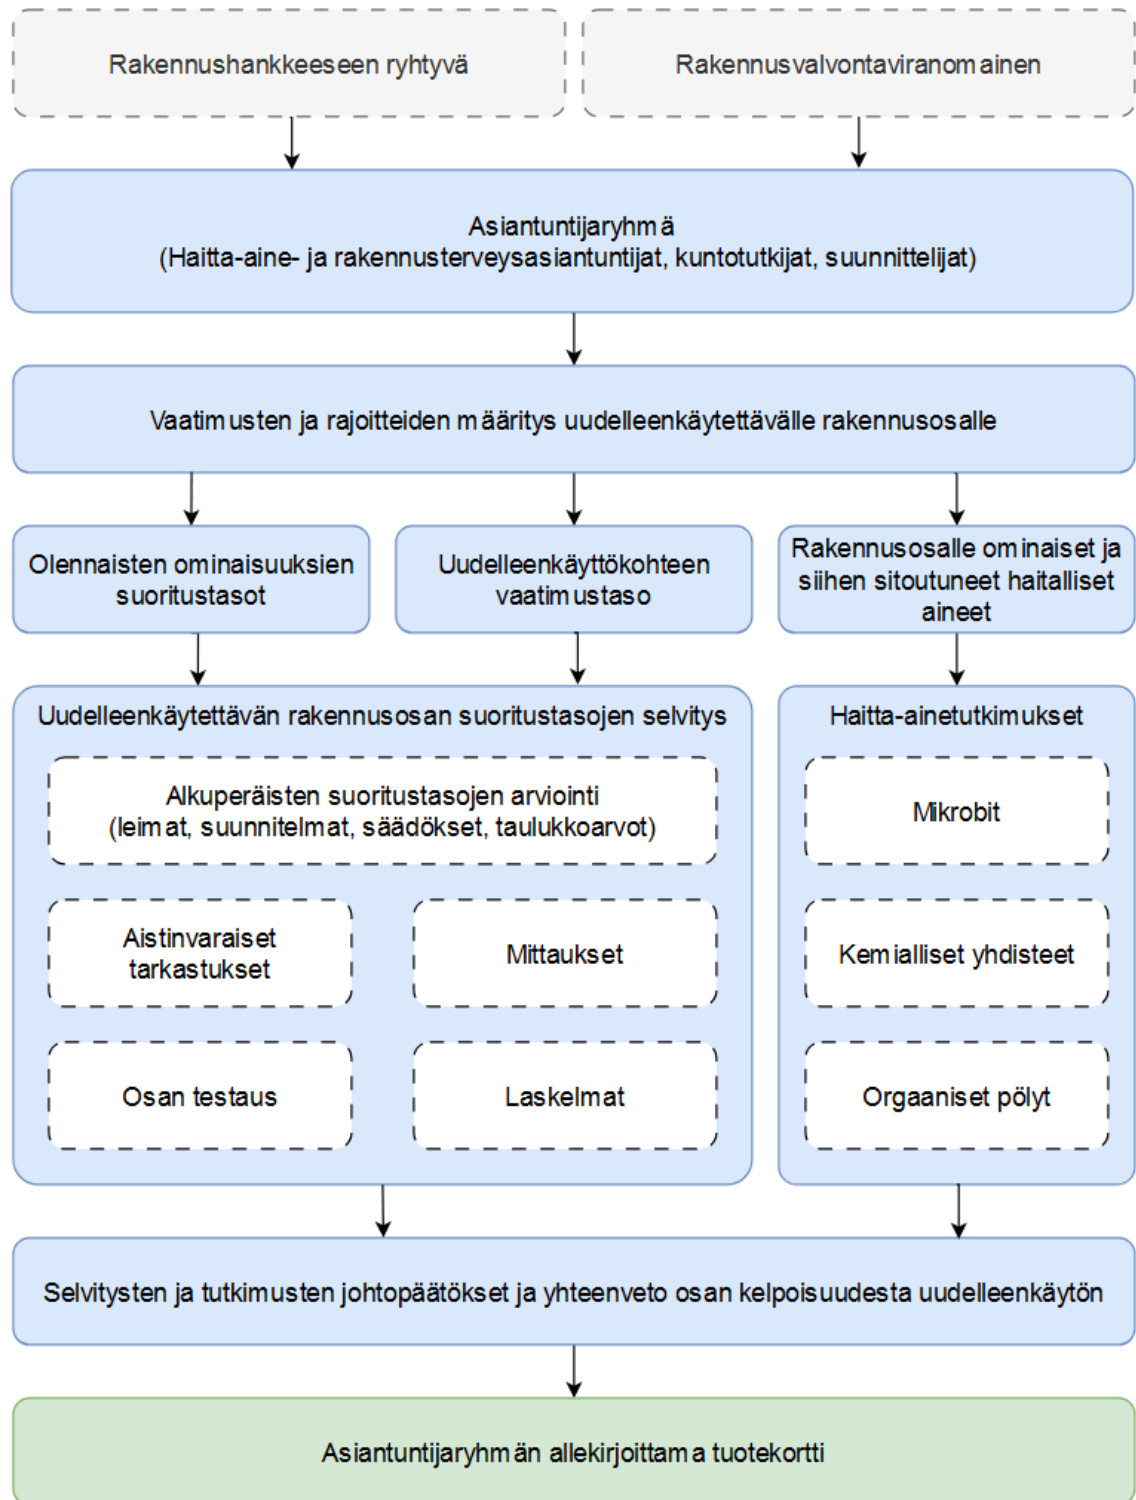 Rakennushankkeeseen ryhtyvä
Rakennusvalvontaviranomainen
Asiantuntijaryhmä
(Haitta-aine- ja rakennusterveysasiantuntijat, kuntotutkijat, suunnittelijat)
Vaatimusten ja rajoitteiden määritys uudelleenkäytettävälle rakennusosalle
Olennaisten ominaisuuksien
suoritustasot
Uudelleenkäyttökohteen
vaatimustaso
Rakennusosalle ominaiset ja
siihen sitoutuneet haitalliset
aineet
Uudelleenkäytettävän rakennusosan suoritustasojen selvitys
Alkuperäisten suoritustasojen arviointi
(leimat, suunnitelmat, säädökset, taulukkoarvot)
Aistinvaraiset
tarkastukset
Mittaukset
Osan testaus
Laskelmat
Haitta-ainetutkimukset
Mikrobit
Kemialliset yhdisteet
Orgaaniset pölyt
Selvitysten ja tutkimusten johtopäätökset ja yhteenveto osan kelpoisuudesta uudelleenkäytön
Asiantuntijaryhmän allekirjoittama tuotekortti